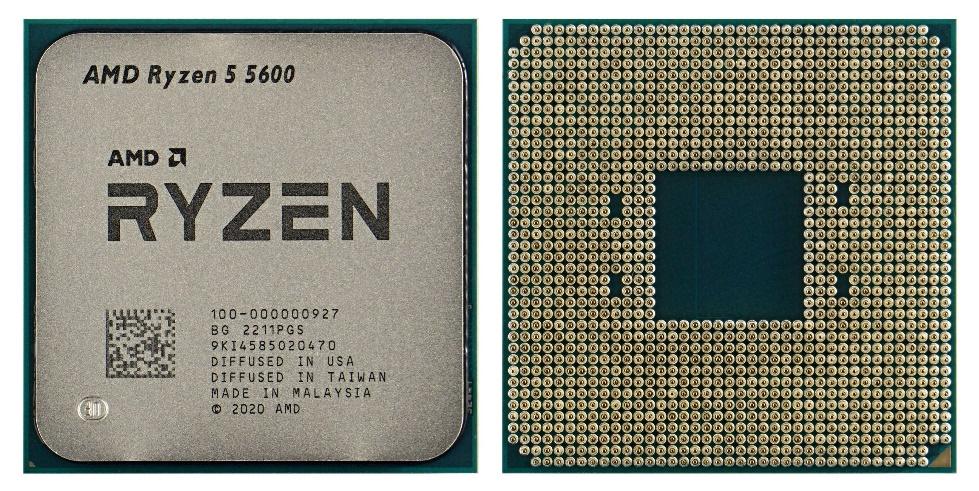 AMD Ryzen 5 5600
AMD
RYZEN
100-000000927
BG 2211PGS
9KI4585020470
DIFFUSED IN USA
DIFFUSED IN TAIWAN
MADE IN MALAYSIA
© 2020 AMD